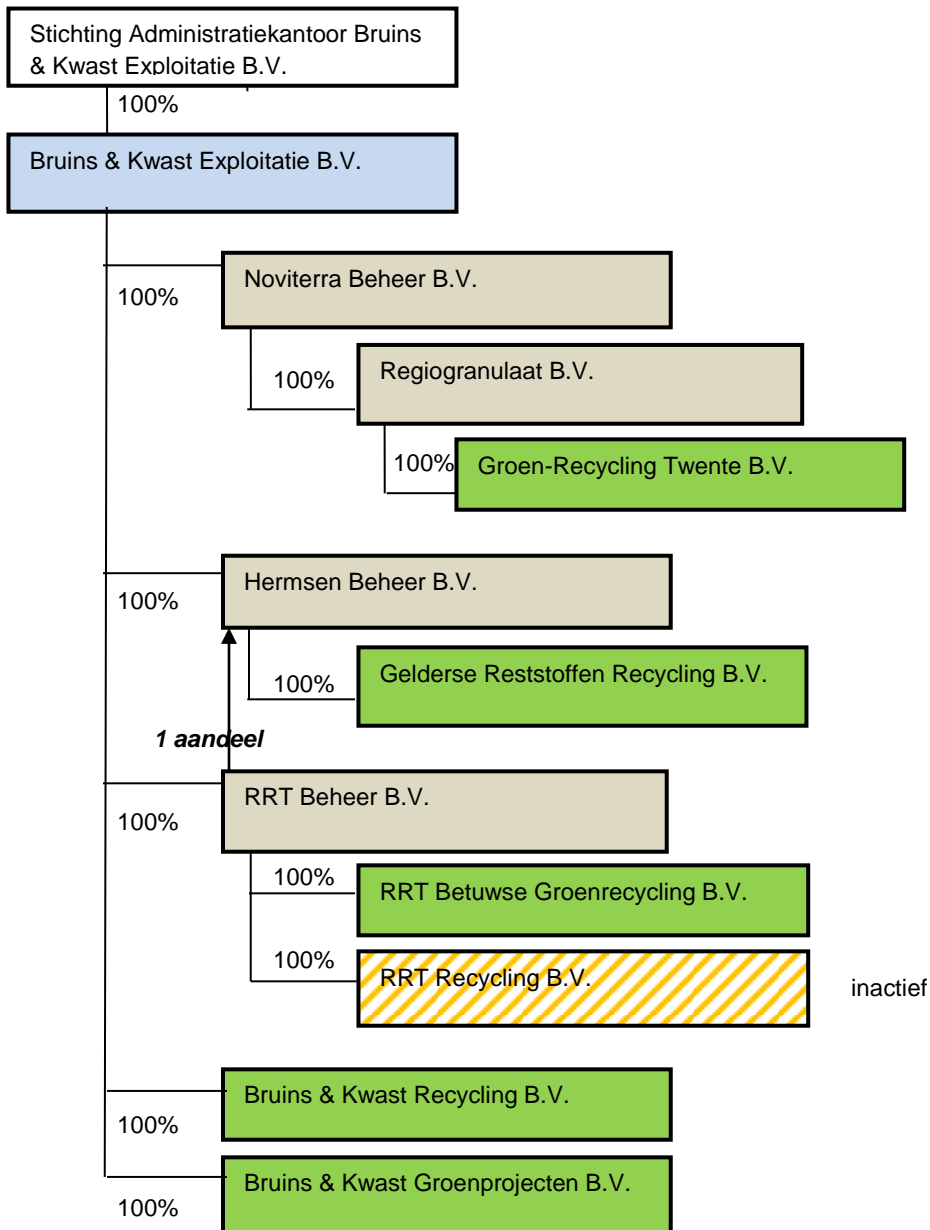 Stichting Administratiekantoor Bruins
& Kwast Exploitatie B.V.
100%
Bruins & Kwast Exploitatie B.V.
Noviterra Beheer B.V.
100%
Regiogranulaat B.V.
100%
100%
Groen-Recycling Twente B.V.
Hermsen Beheer B.V.
100%
Gelderse Reststoffen Recycling B.V.
100%
1 aandeel
RRT Beheer B.V.
100%
100%
RRT Betuwse Groenrecycling B.V.
100%
RRT Recycling B.V.
inactief
Bruins & Kwast Recycling B.V.
100%
Bruins & Kwast Groenprojecten B.V.
100%